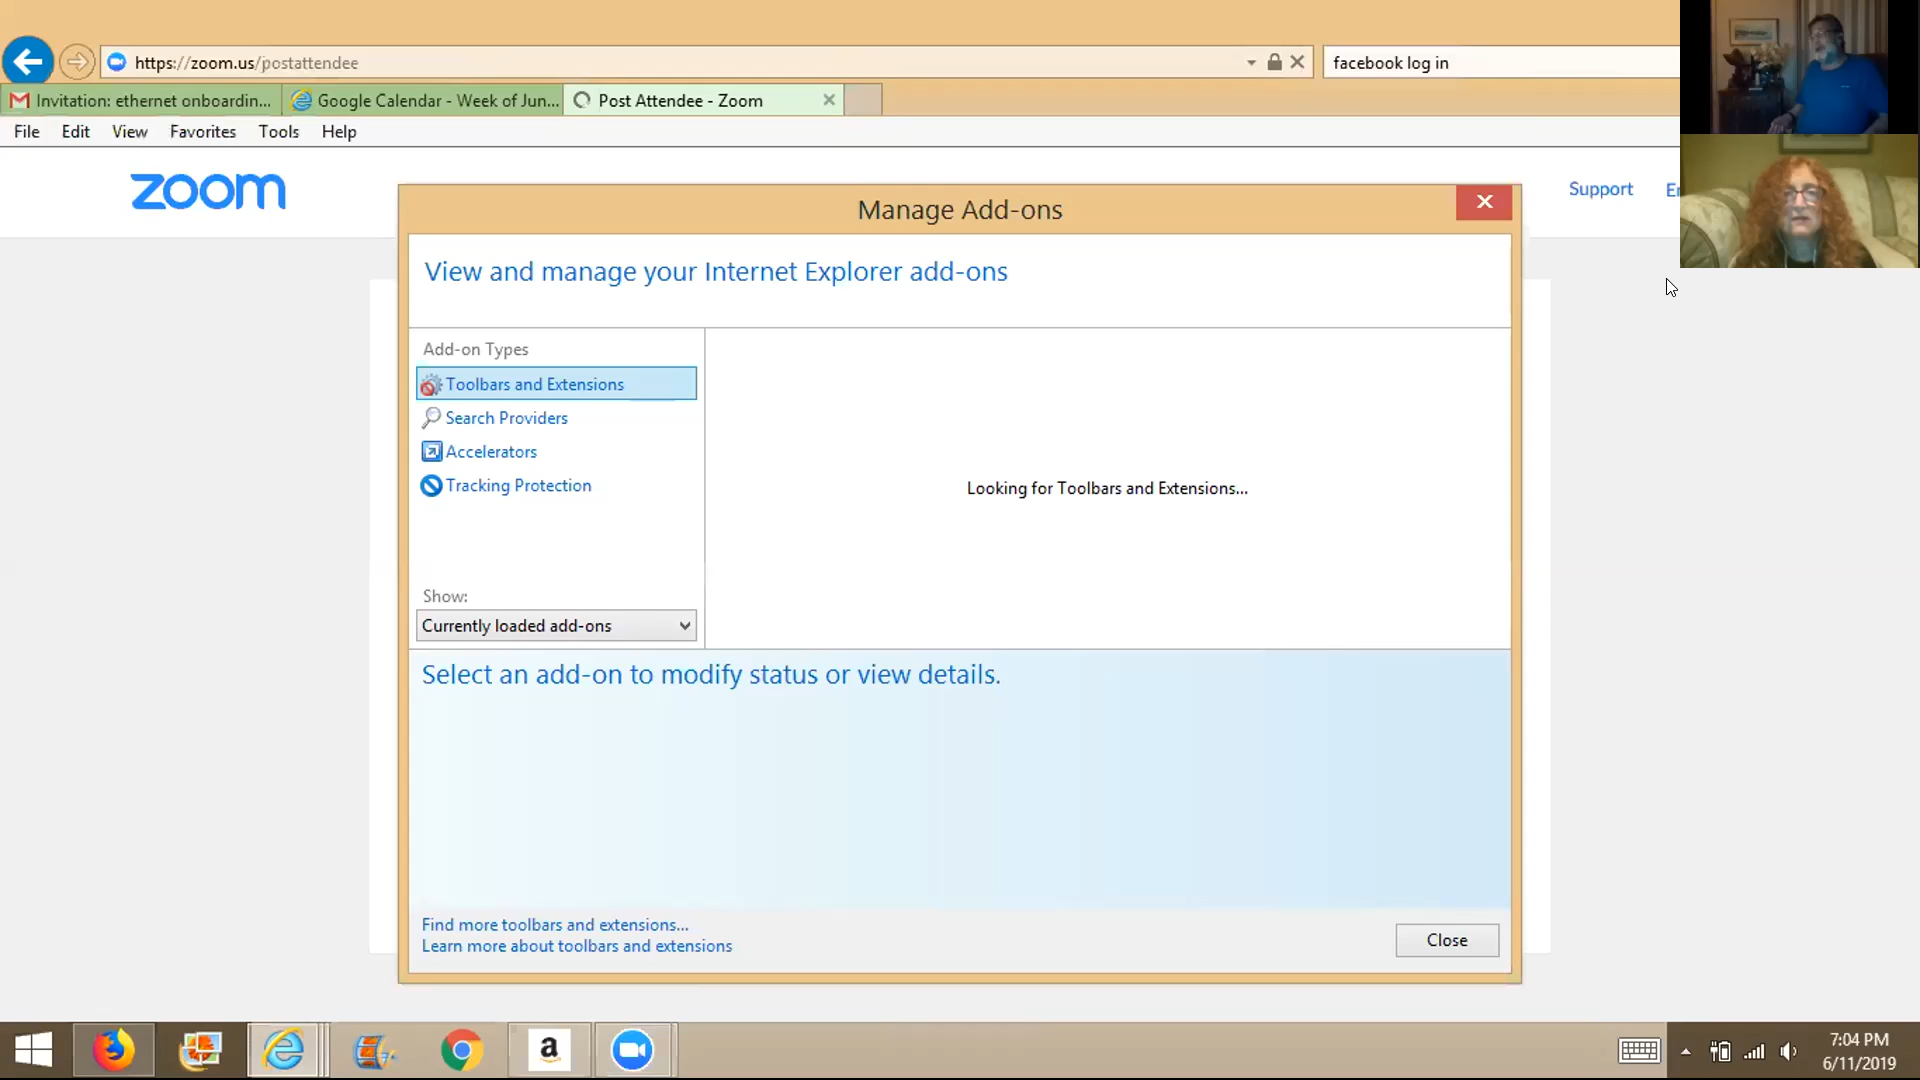 https://zoom.us/postattendee
facebook log in
Invitation: ethernet onboardin...
Google Calendar - Week of Jun...
Post Attendee - Zoom
File Edit View Favorites Tools Help
zoom
Support
En
Manage Add-ons
View and manage your Internet Explorer add-ons
Add-on Types
Toolbars and Extensions
Search Providers
Accelerators
Tracking Protection
Looking for Toolbars and Extensions...
Show:
Currently loaded add-ons
Select an add-on to modify status or view details.
Find more toolbars and extensions...
Learn more about toolbars and extensions
Close
a
7:04 PM
6/11/2019